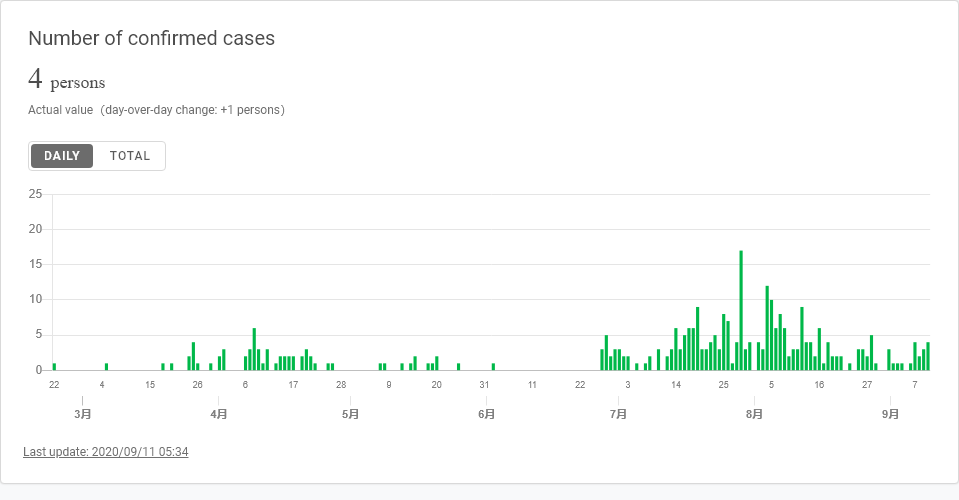 Number of confirmed cases
4 persons
Actual value (day-over-day change: +1 persons)
DAILY TOTAL
25
20
15
10
5
0
22 4 15 26 6 17 28 9 20 31 11 22 3 14 25 5 16 27 7
3月 4月 5月 6月 7月 8月 9月
Last update: 2020/09/11 05:34